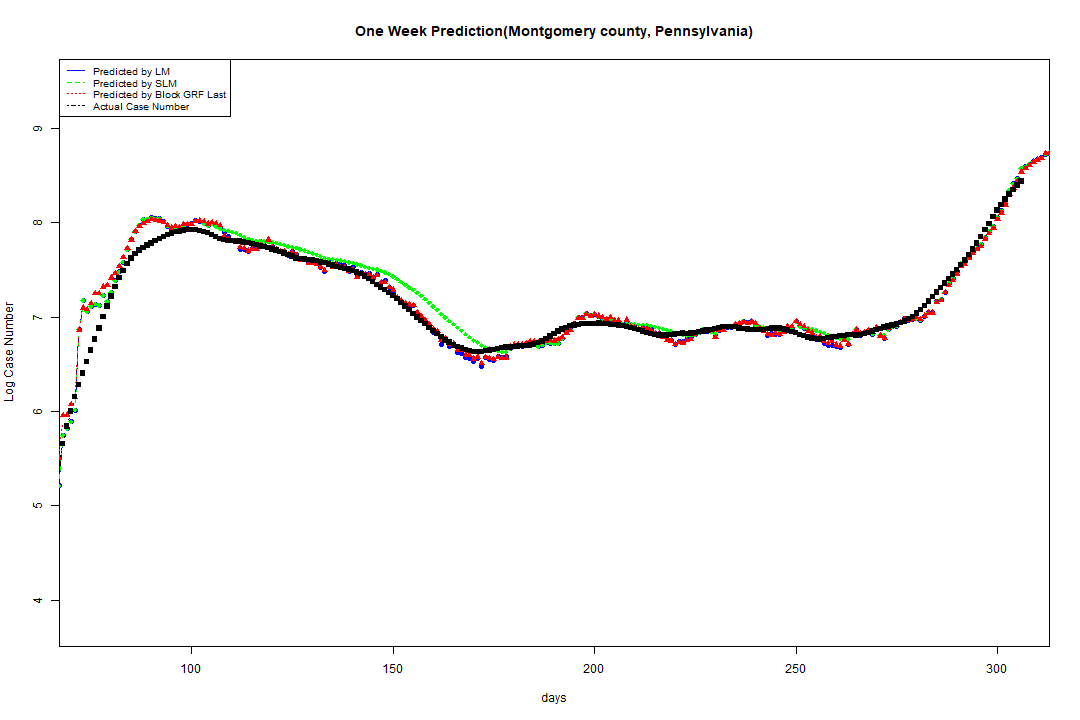 One Week Prediction(Montgomery county, Pennsylvania)
Predicted by LM
Predicted by SLM
Predicted by Block GRF Last
Actual Case Number
9
8
7
6
5
4
Log Case Number
100 150 200 250 300
days